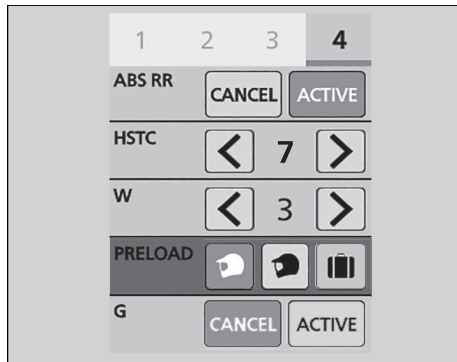 1 2 3 4
ABS RR CANCEL ACTIVE
HSTC 7
W 3
PRELOAD
G CANCEL ACTIVE